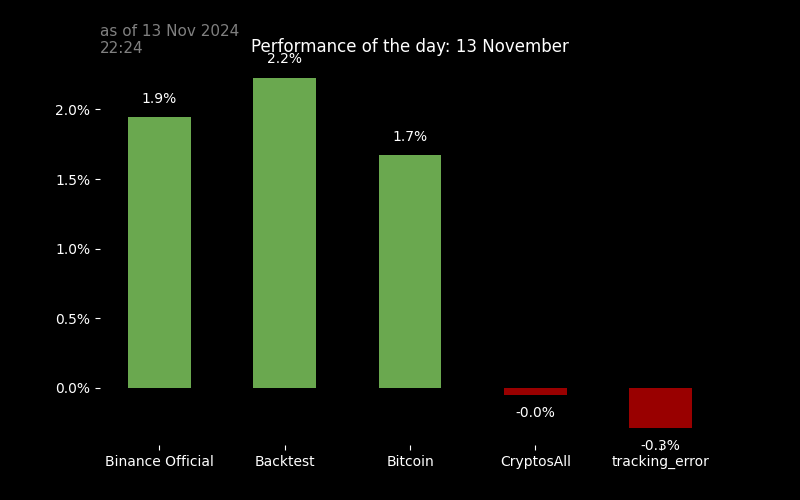 as of 13 Nov 2024
22:24
Performance of the day: 13 November
2.2%
1.9%
1.7%
2.0%
1.5%
1.0%
0.5%
0.0%
-0.0%
-0.3%
Binance Official
Backtest
Bitcoin
CryptosAll
tracking_error